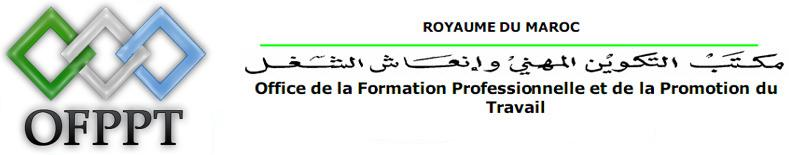 OFPPT
ROYAUME DU MAROC
مكتب التكوين المهني وإنعاش الشغل
Office de la Formation Professionnelle et de la Promotion du
Travail